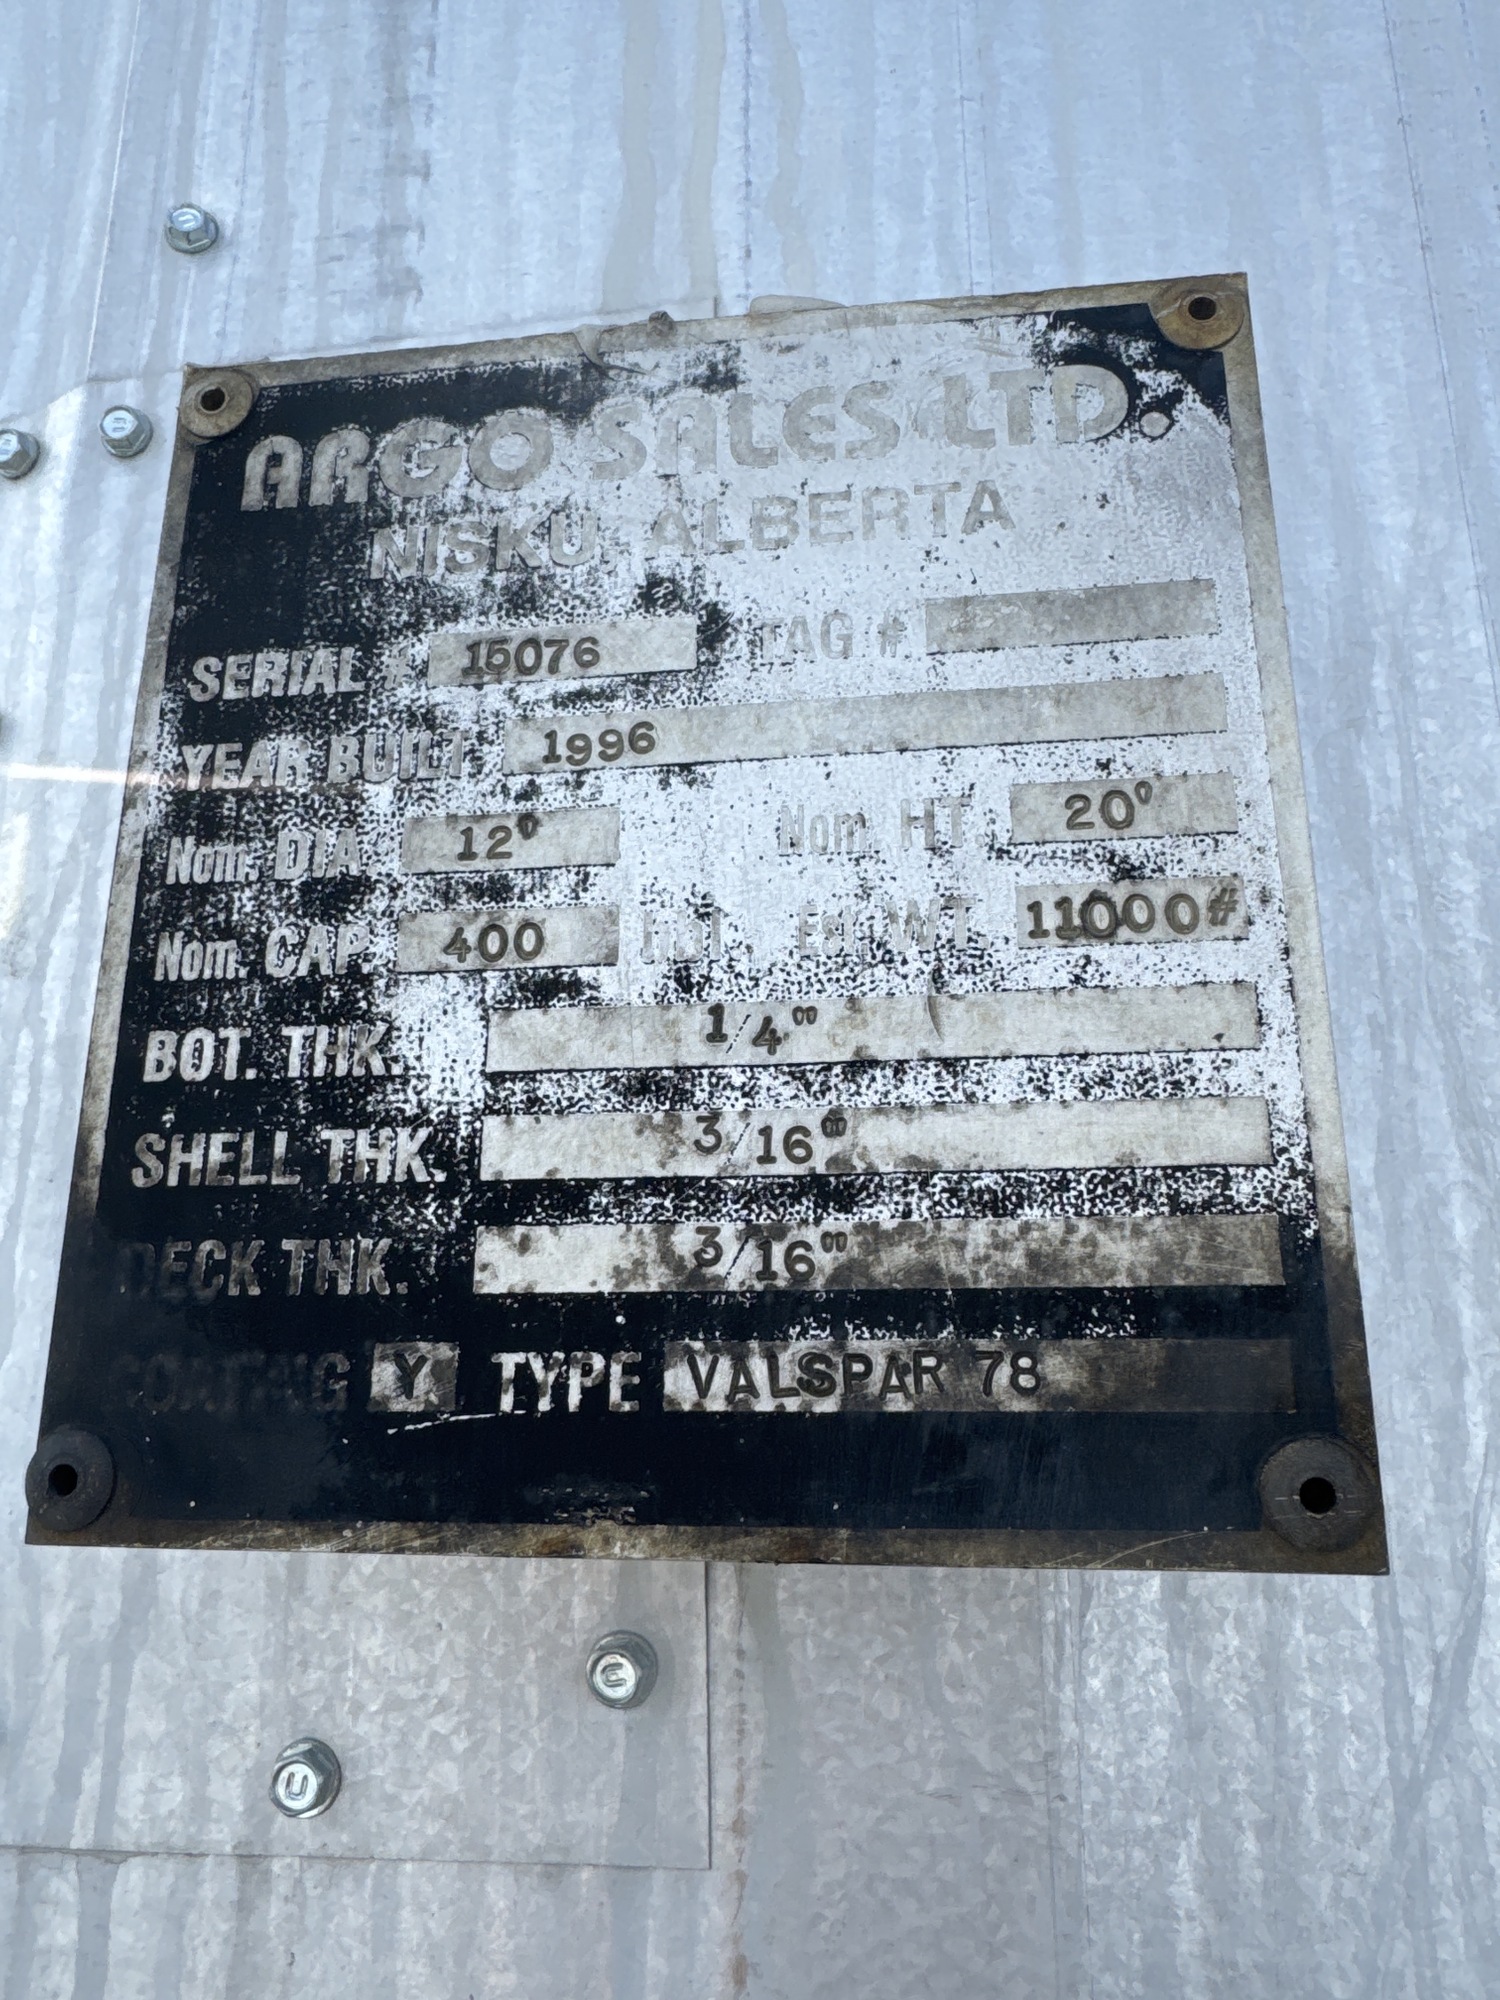 ARGO SALES LTD.
NISKU, ALBERTA
SERIAL # 15076 TAG #
YEAR BUILT 1996
Nom. DIA. 12' Nom. HT. 20'
Nom. CAP. 400 BBL Est. WT. 11000#
BOT. THK. 1/4"
SHELL THK. 3/16"
DECK THK. 3/16"
COATING Y TYPE VALSPAR 78